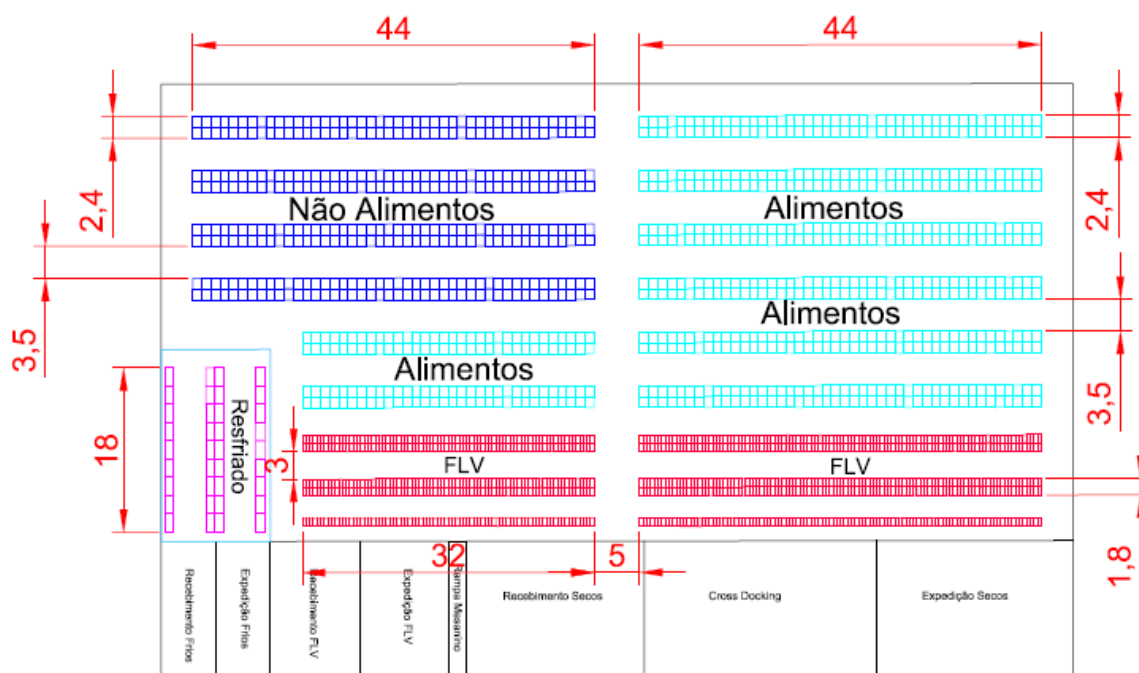 44
44
2,4
Não Alimentos
Alimentos
2,4
3,5
Alimentos
Alimentos
3,5
18
Resfriado
3
FLV
FLV
1,8
32
5
Recebimento Frios
Expedição Frios
Recebimento FLV
Expedição FLV
Rampa Mesanino
Recebimento Secos
Cross Docking
Expedição Secos